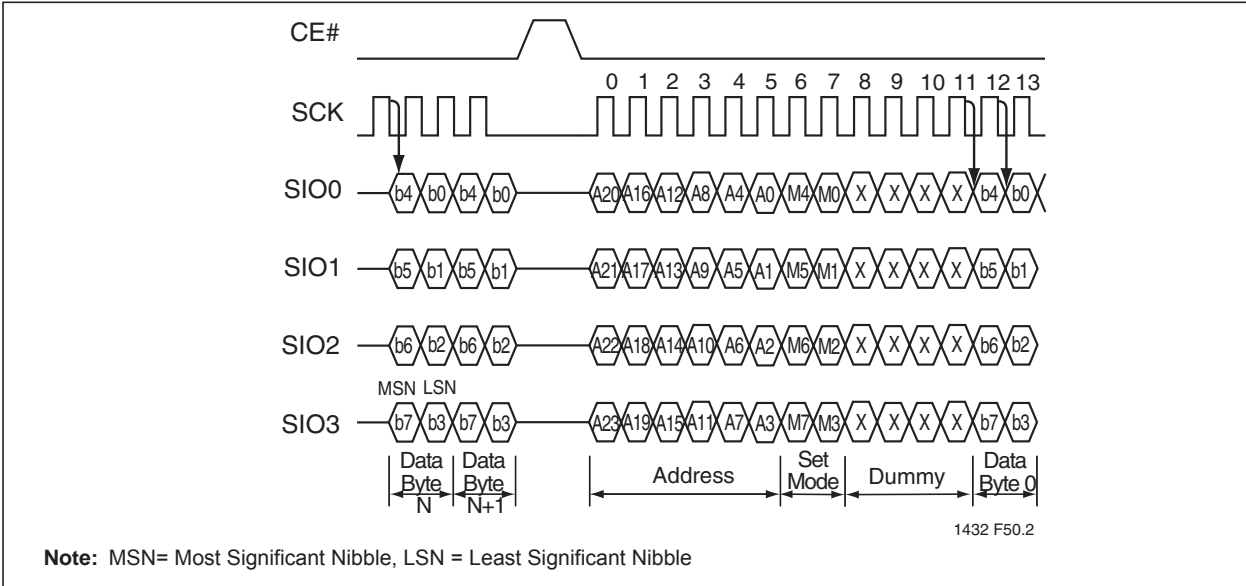 CE#
0 1 2 3 4 5 6 7 8 9 10 11 12 13
SCK
SIO0 b4 b0 b4 b0 A20 A16 A12 A8 A4 A0 M4 M0 X X X X b4 b0
SIO1 b5 b1 b5 b1 A21 A17 A13 A9 A5 A1 M5 M1 X X X X b5 b1
SIO2 b6 b2 b6 b2 A22 A18 A14 A10 A6 A2 M6 M2 X X X X b6 b2
MSN LSN
SIO3 b7 b3 b7 b3 A23 A19 A15 A11 A7 A3 M7 M3 X X X X b7 b3
Data Byte N
Data Byte N+1
Address
Set Mode
Dummy
Data Byte 0
1432 F50.2
Note: MSN= Most Significant Nibble, LSN = Least Significant Nibble